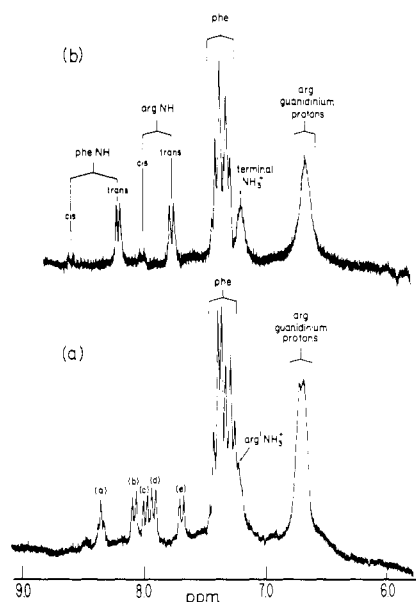 phe
(b)
arg NH
arg
guanidinium
protons
phe NH
cis
trans
terminal
NH₃⁺
cis
trans
phe
(a)
arg
guanidinium
protons
arg¹NH₃⁺
(a)
(b)
(c)
(d)
(e)
9.0
8.0
7.0
6.0
ppm